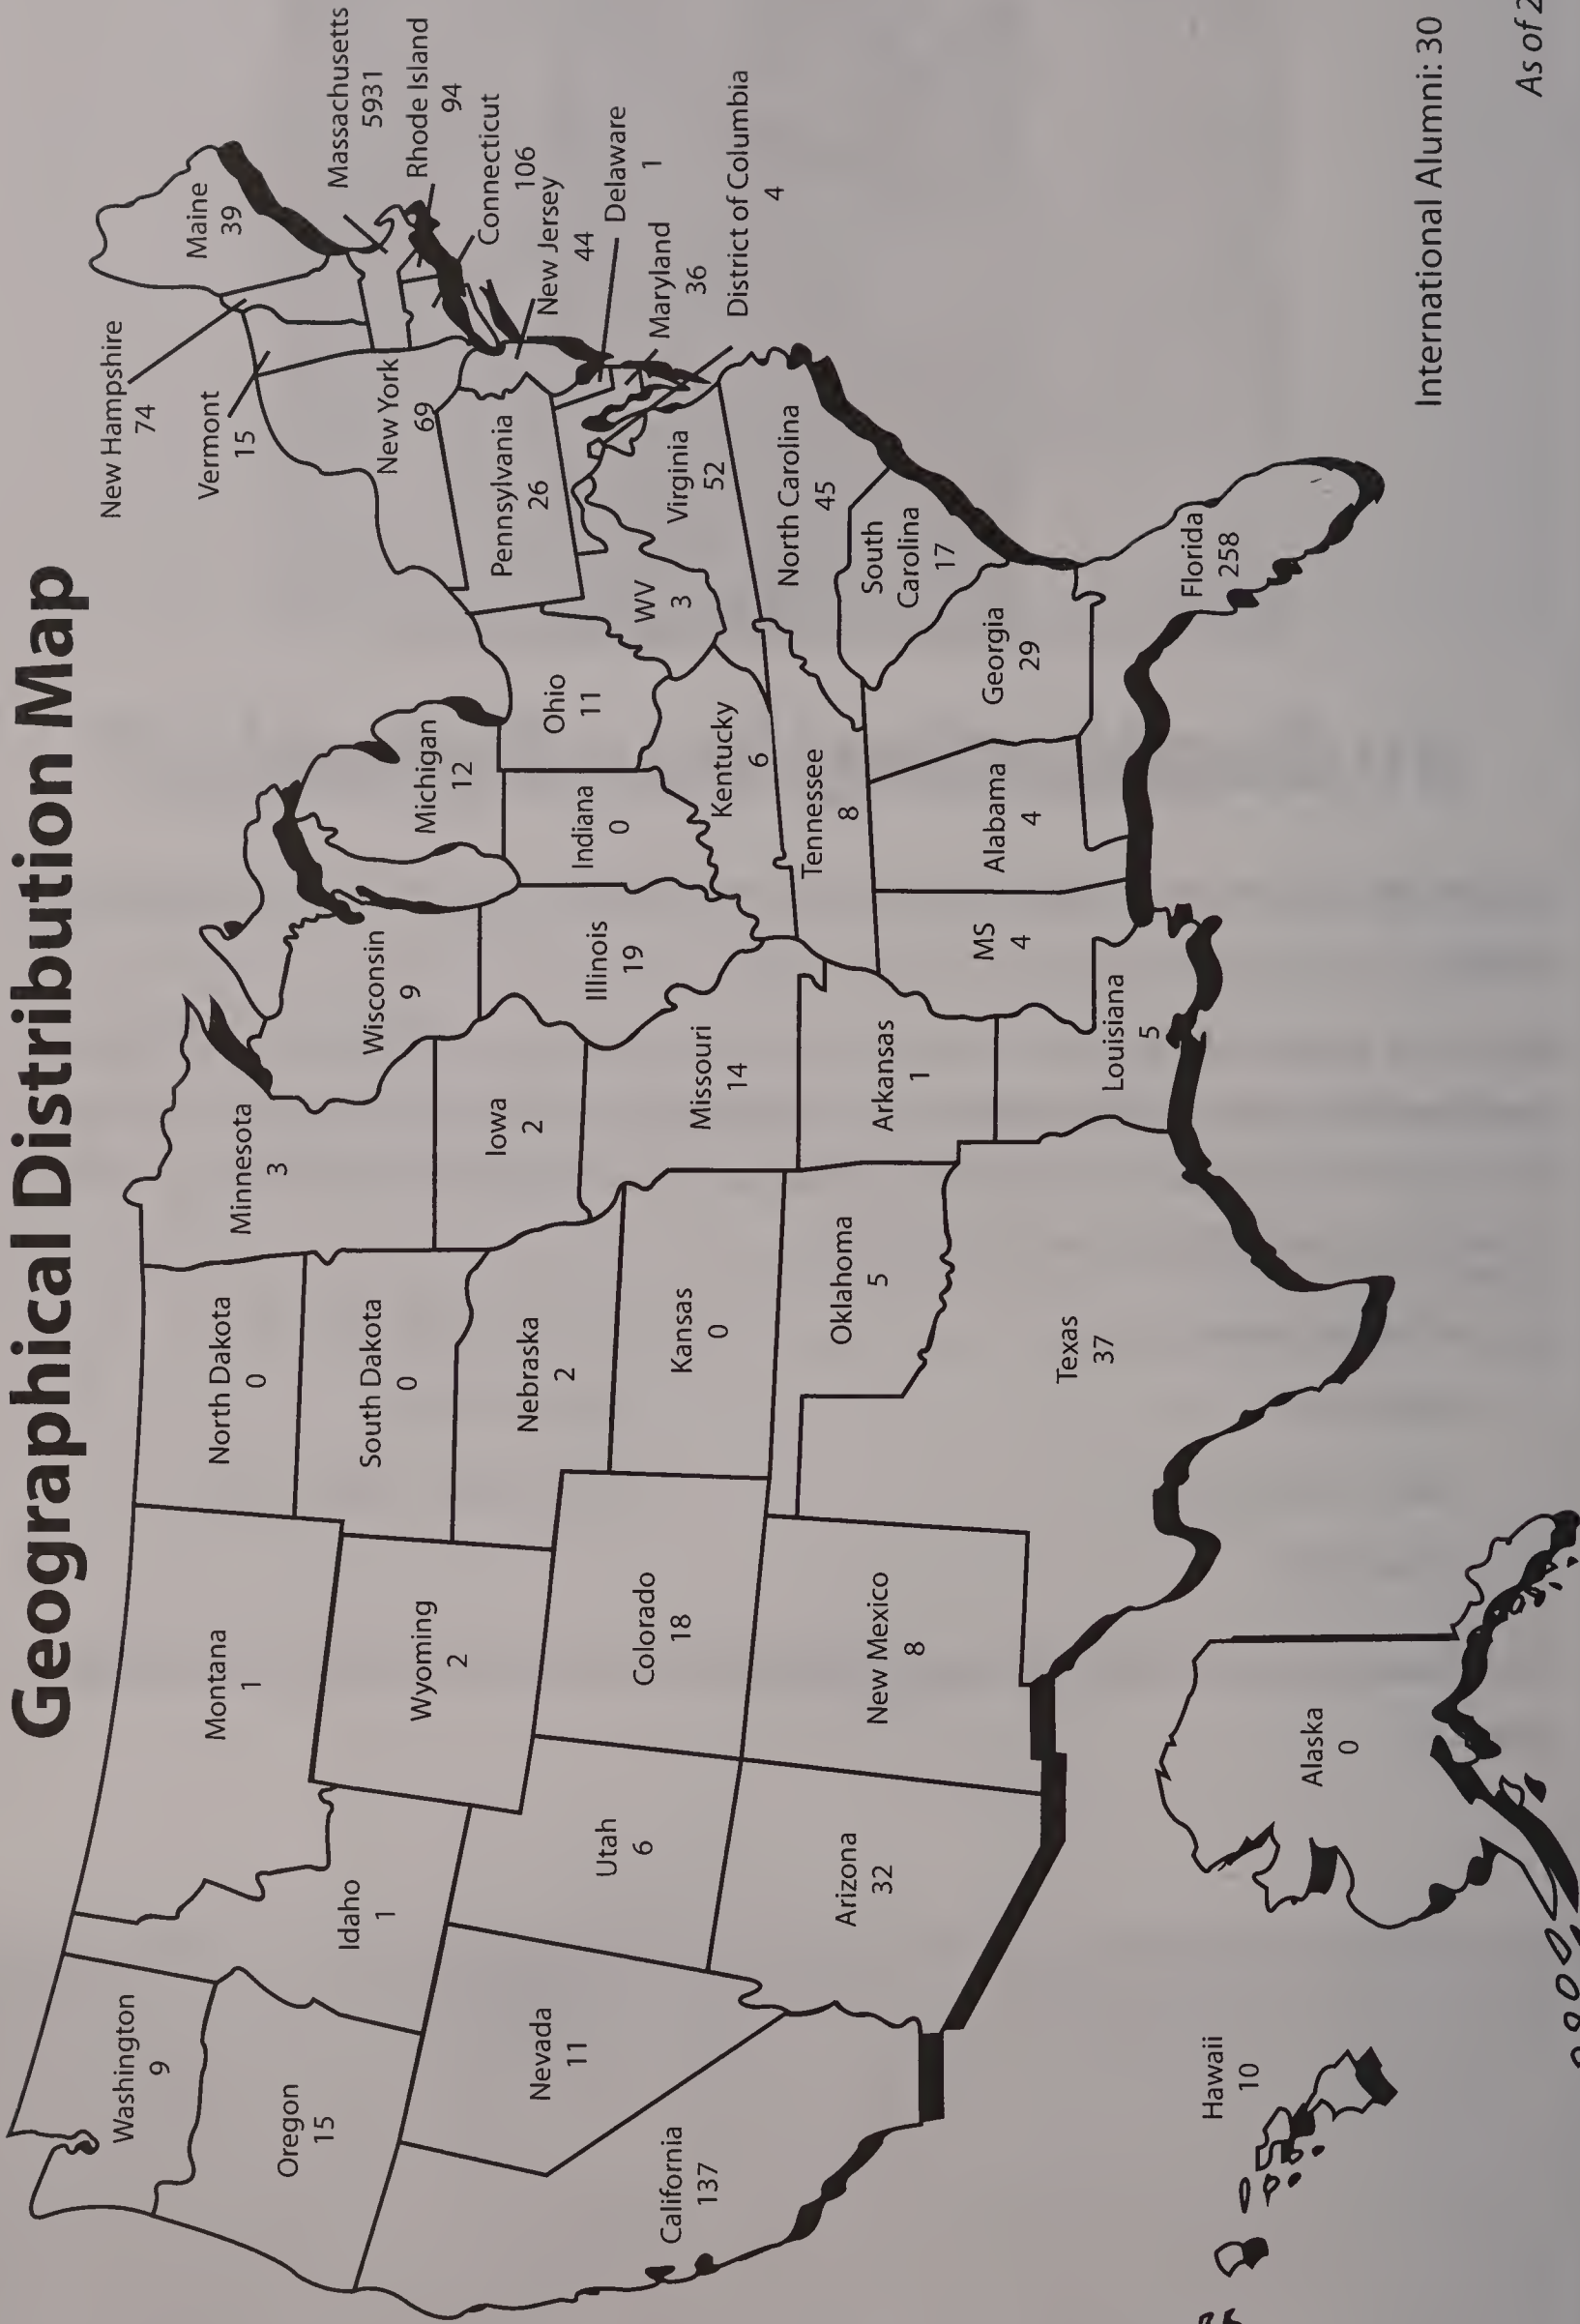 Geographical Distribution Map
Washington
9
Oregon
15
California
137
Nevada
11
Idaho
1
Montana
1
Wyoming
2
Utah
6
Arizona
32
Colorado
18
New Mexico
8
North Dakota
0
South Dakota
0
Nebraska
2
Kansas
0
Oklahoma
5
Texas
37
Minnesota
3
Iowa
2
Missouri
14
Arkansas
1
Louisiana
5
Wisconsin
9
Illinois
19
MS
4
Michigan
12
Indiana
0
Kentucky
6
Tennessee
8
Alabama
4
Ohio
11
WV
3
Georgia
29
Florida
258
South
Carolina
17
North Carolina
45
Virginia
52
Pennsylvania
26
New York
69
Vermont
15
New Hampshire
74
Maine
39
Massachusetts
5931
Rhode Island
94
Connecticut
106
New Jersey
44
Delaware
1
Maryland
36
District of Columbia
4
Hawaii
10
Alaska
0
International Alumni: 30
As of 2